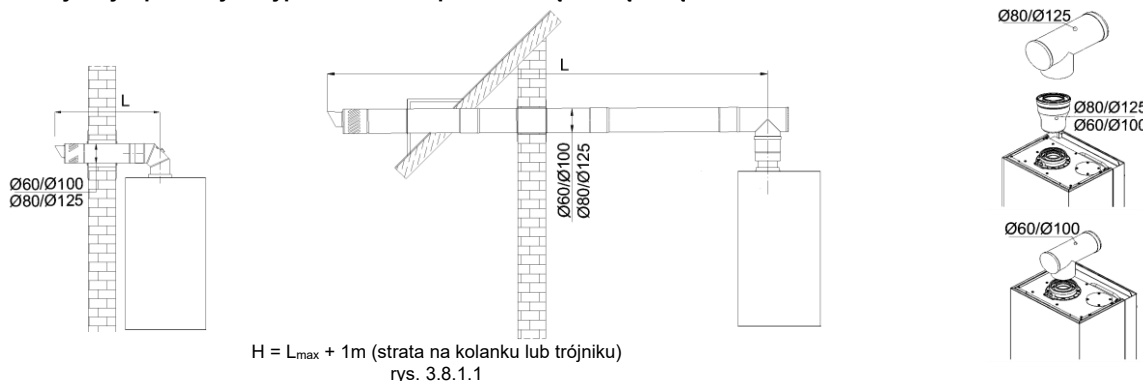 L
Ø60/Ø100
Ø80/Ø125
L
Ø60/Ø100
Ø80/Ø125
Ø80/Ø125
Ø80/Ø125
Ø60/Ø100
Ø60/Ø100
H = Lmax + 1m (strata na kolanku lub trójniku)
rys. 3.8.1.1